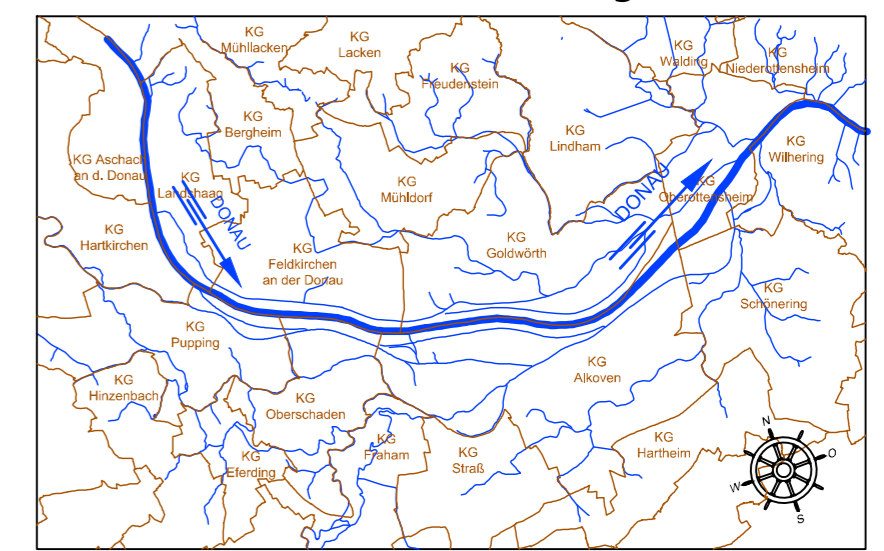 KG
Mühllacken
KG
Lacken
KG
Freudenstein
KG
Walding
KG
Niederottensheim
KG
Bergheim
KG
Lindham
KG
Wilhering
KG Aschach
an d. Donau
KG
Landshaag
KG
Mühldorf
KG
Oberottensheim
DONAU
DONAU
KG
Hartkirchen
KG
Feldkirchen
an der Donau
KG
Goldwörth
KG
Schönering
KG
Pupping
KG
Alkoven
KG
Hinzenbach
KG
Oberschaden
KG
Eferding
KG
Fraham
KG
Straß
KG
Hartheim
N
O
W
S